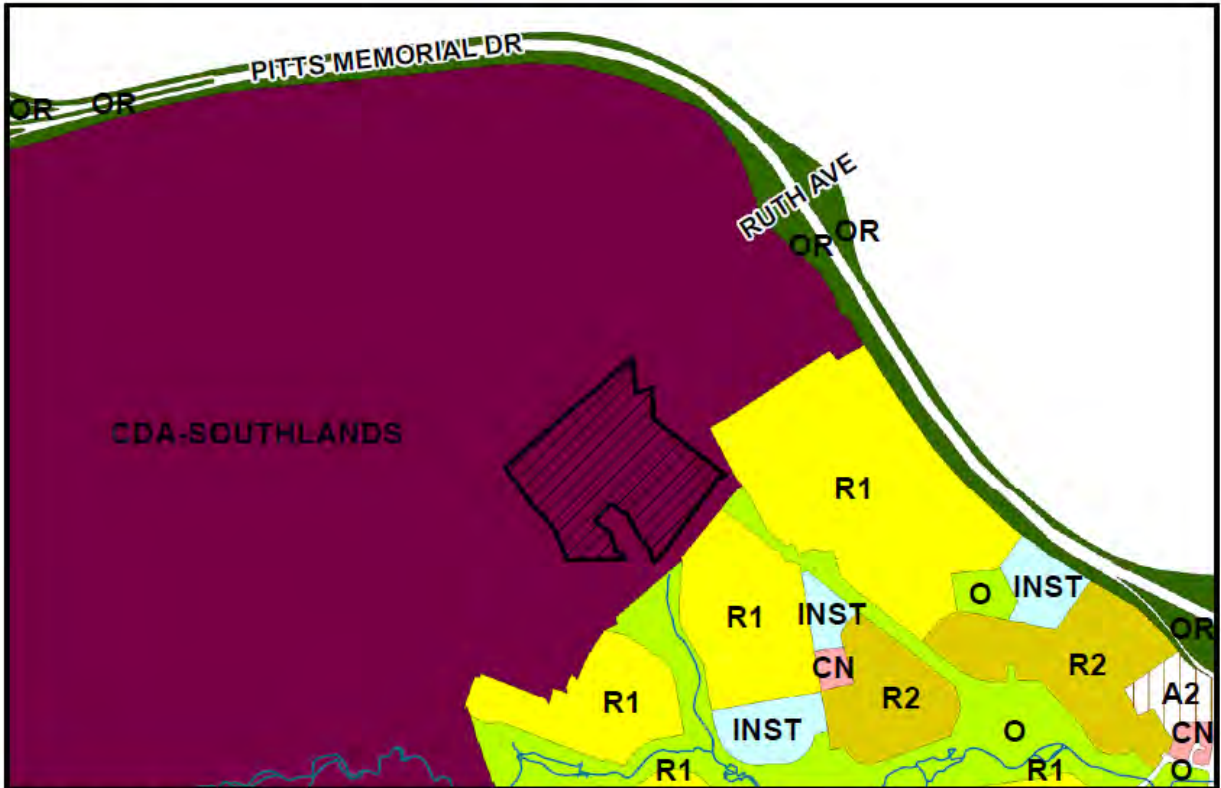 PITTS MEMORIAL DR
OR
OR
RUTH AVE
OR
OR
CDA-SOUTHLANDS
R1
O
INST
R1
INST
OR
CN
R2
R2
A2
R1
INST
O
CN
R1
R1
O